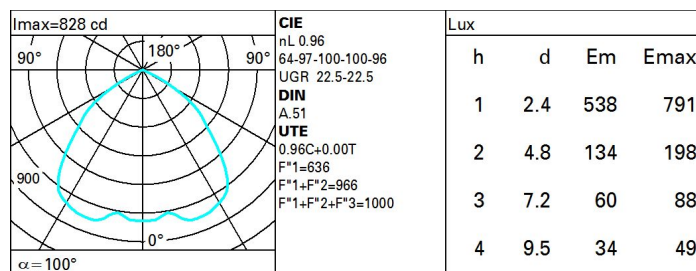 Imax=828 cd
90° 180° 90°
900
0°
α=100°
CIE
nL 0.96
64-97-100-100-96
UGR 22.5-22.5
DIN
A.51
UTE
0.96C+0.00T
F"1=636
F"1+F"2=966
F"1+F"2+F"3=1000
Lux
h d Em Emax
1 2.4 538 791
2 4.8 134 198
3 7.2 60 88
4 9.5 34 49